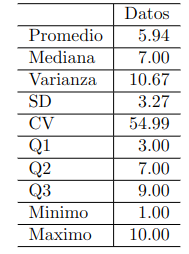 Datos
Promedio 5.94
Mediana 7.00
Varianza 10.67
SD 3.27
CV 54.99
Q1 3.00
Q2 7.00
Q3 9.00
Minimo 1.00
Maximo 10.00